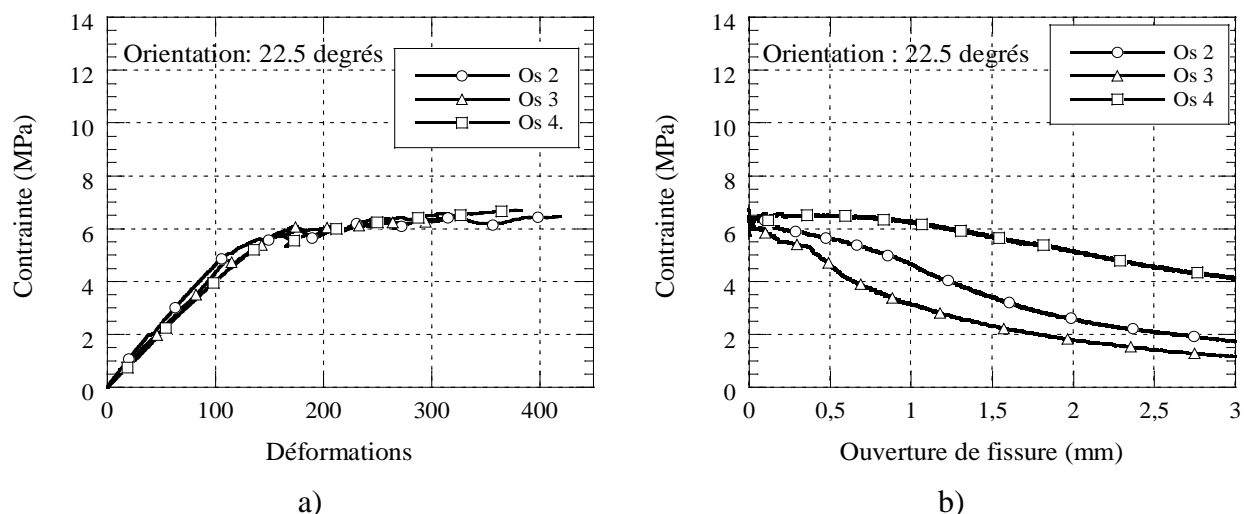 Orientation: 22.5 degrés
Os 2
Os 3
Os 4.
Contrainte (MPa)
14
12
10
8
6
4
2
0
0 100 200 300 400
Déformations
a)
Orientation : 22.5 degrés
Os 2
Os 3
Os 4
Contrainte (MPa)
14
12
10
8
6
4
2
0
0 0,5 1 1,5 2 2,5 3
Ouverture de fissure (mm)
b)